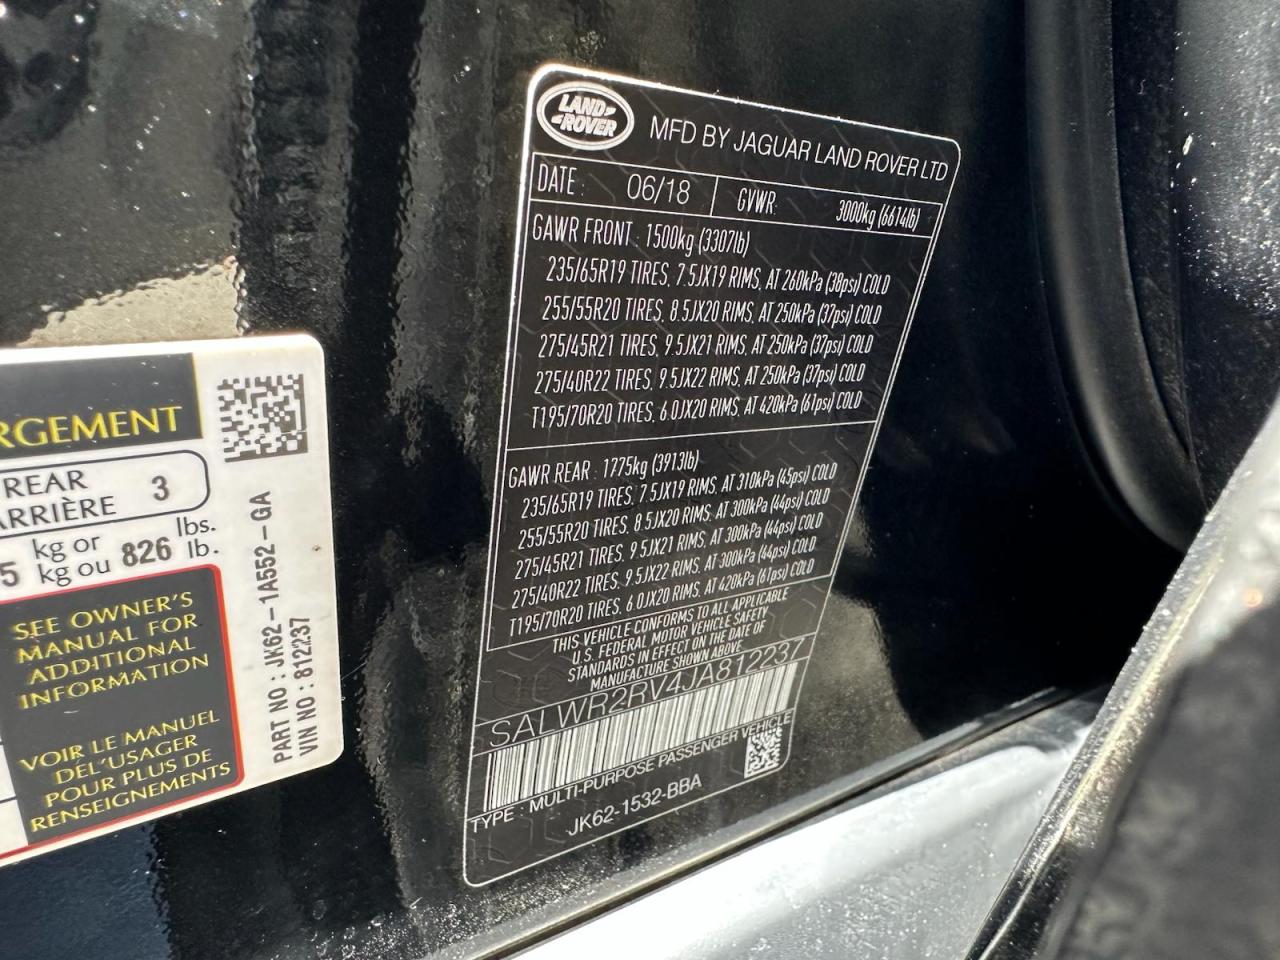 RGEMENT
REAR
ARRIÈRE
3
5 kg or 826 lbs.
kg ou lb.
SEE OWNER'S
MANUAL FOR
ADDITIONAL
INFORMATION
VOIR LE MANUEL
DEL'USAGER
POUR PLUS DE
RENSEIGNEMENTS
PART NO : JK62-1A552-GA
VIN NO : 812237
LAND
ROVER
MFD BY JAGUAR LAND ROVER LTD
DATE : 06/18 GVWR: 3000kg (6614lb)
GAWR FRONT : 1500kg (3307lb)
235/65R19 TIRES, 7.5JX19 RIMS, AT 260kPa (38psi) COLD
255/55R20 TIRES, 8.5JX20 RIMS, AT 250kPa (37psi) COLD
275/45R21 TIRES, 9.5JX21 RIMS, AT 250kPa (37psi) COLD
275/40R22 TIRES, 9.5JX22 RIMS, AT 250kPa (37psi) COLD
T195/70R20 TIRES, 6.0JX20 RIMS, AT 420kPa (61psi) COLD
GAWR REAR : 1775kg (3913lb)
235/65R19 TIRES, 7.5JX19 RIMS, AT 310kPa (45psi) COLD
255/55R20 TIRES, 8.5JX20 RIMS, AT 300kPa (44psi) COLD
275/45R21 TIRES, 9.5JX21 RIMS, AT 300kPa (44psi) COLD
275/40R22 TIRES, 9.5JX22 RIMS, AT 300kPa (44psi) COLD
T195/70R20 TIRES, 6.0JX20 RIMS, AT 420kPa (61psi) COLD
THIS VEHICLE CONFORMS TO ALL APPLICABLE
U.S. FEDERAL MOTOR VEHICLE SAFETY
STANDARDS IN EFFECT ON THE DATE OF
MANUFACTURE SHOWN ABOVE
SALWR2RV4JA812237
TYPE : MULTI-PURPOSE PASSENGER VEHICLE
JK62-1532-BBA